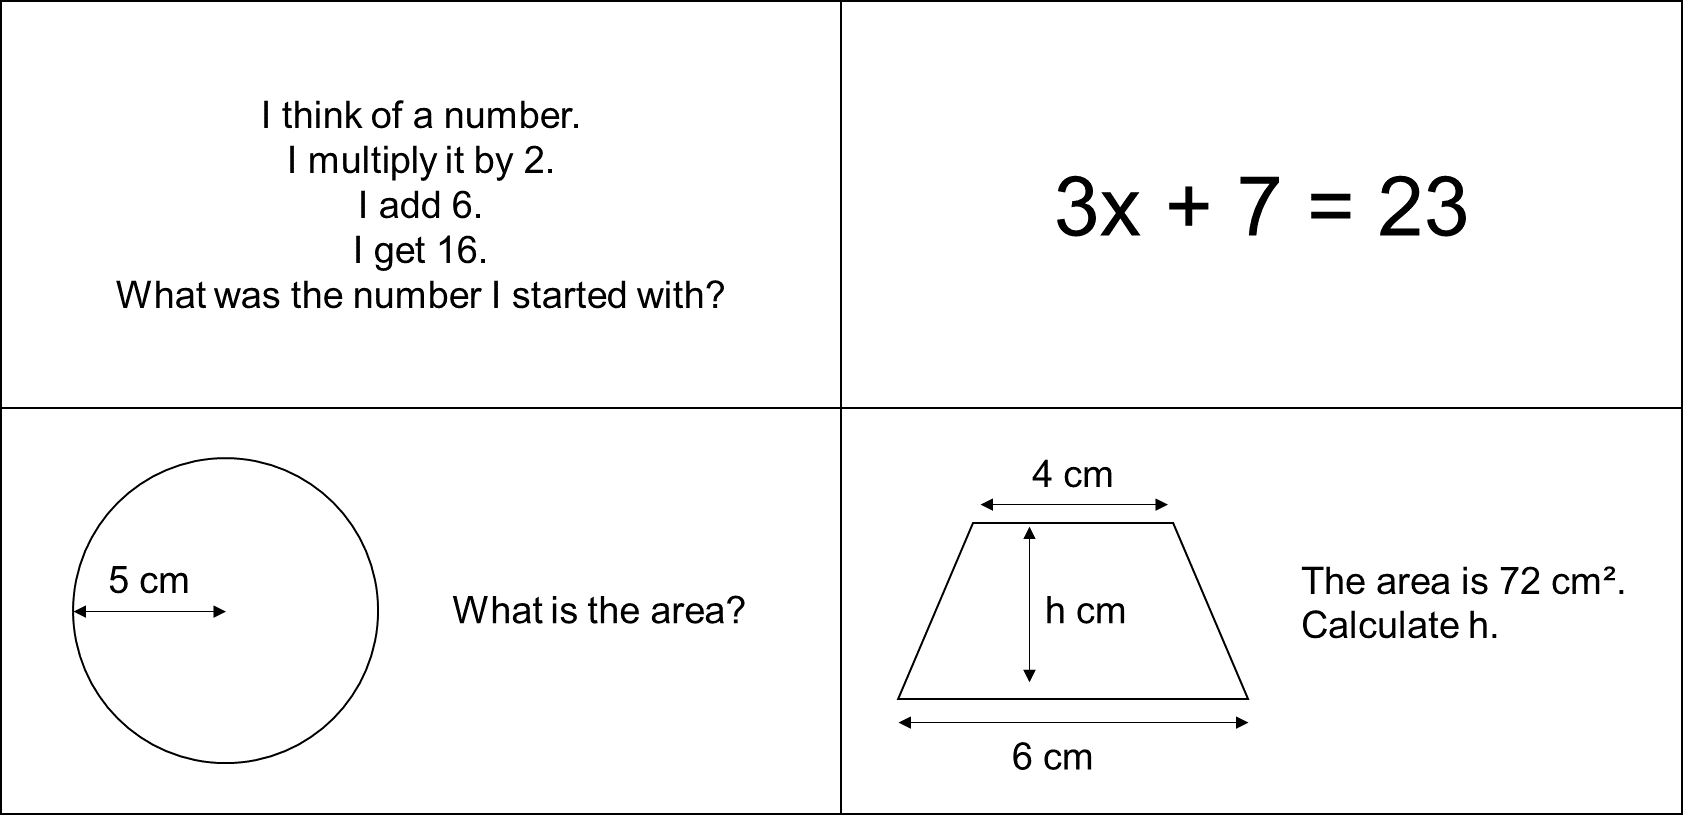 I think of a number.
I multiply it by 2.
I add 6.
I get 16.
What was the number I started with?
3x + 7 = 23
5 cm
What is the area?
4 cm
h cm
6 cm
The area is 72 cm².
Calculate h.